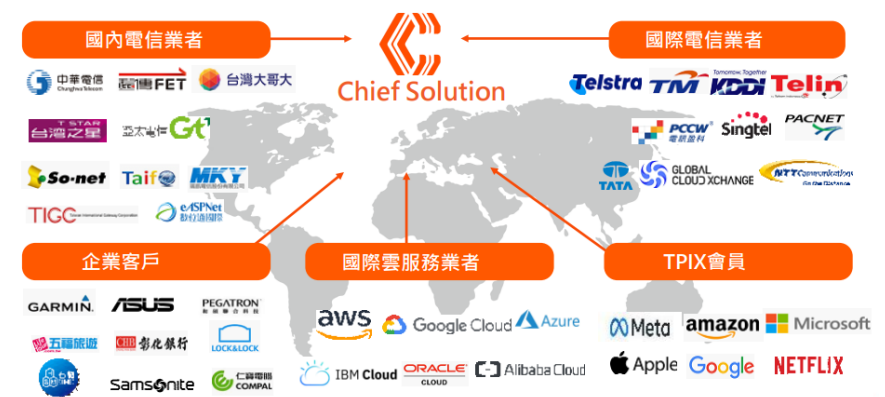 國內電信業者
國際電信業者
Chief Solution
中華電信
Chunghwa Telecom
遠傳FET
台灣大哥大
T STAR
台灣之星
亞太電信 Gt
So-net
Taifo
MKY
TIGC
Taiwan International Gateway Corporation
eASPNet
Telstra
TM
Tomorrow, Together
KDDI
Telin
PCCW
電訊盈科
Singtel
PACNET
TATA
GLOBAL
CLOUD XCHANGE
NTT Communications
企業客戶
國際雲服務業者
TPIX會員
GARMIN
ASUS
PEGATRON
五福旅遊
CHB 彰化銀行
LOCK&LOCK
Samsonite
仁寶電腦
COMPAL
aws
Google Cloud
Azure
IBM Cloud
ORACLE
CLOUD
Alibaba Cloud
Meta
amazon
Microsoft
Apple
Google
NETFLIX